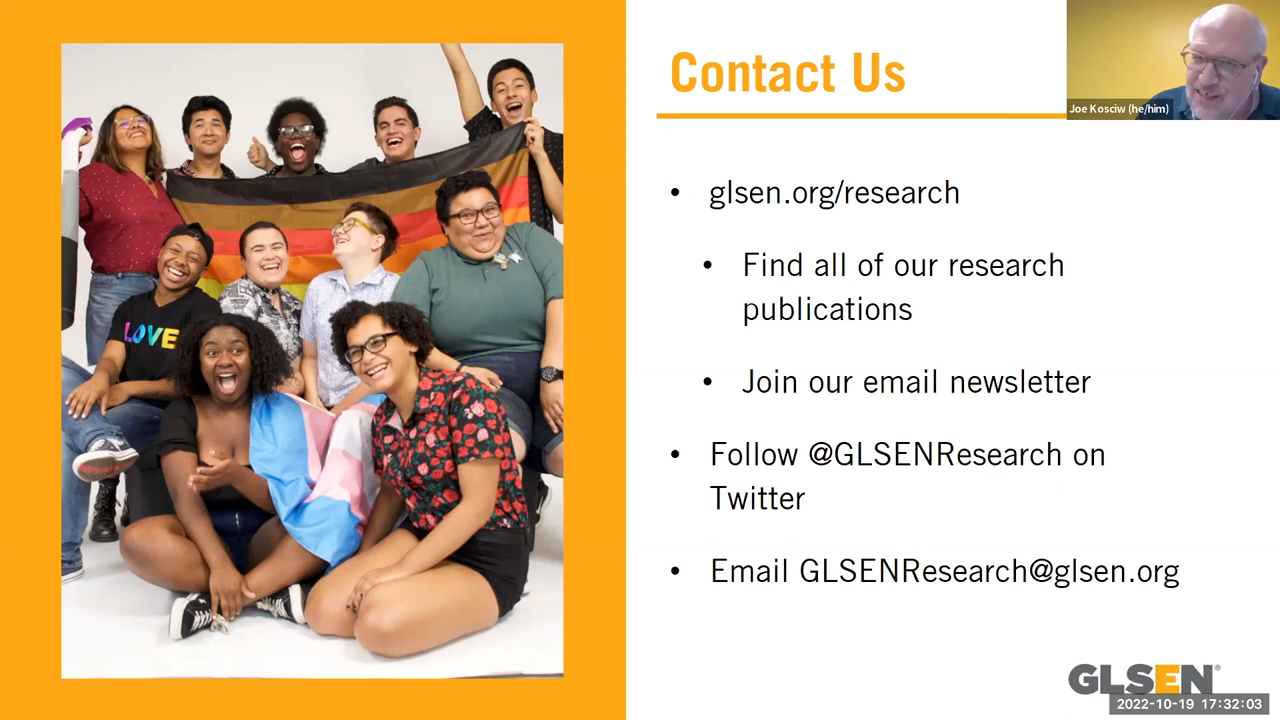 Contact Us
Joe Kosciw (he/him)
• glsen.org/research
• Find all of our research
publications
• Join our email newsletter
• Follow @GLSENResearch on
Twitter
• Email GLSENResearch@glsen.org
LOVE
GLSEN®
2022-10-19 17:32:03